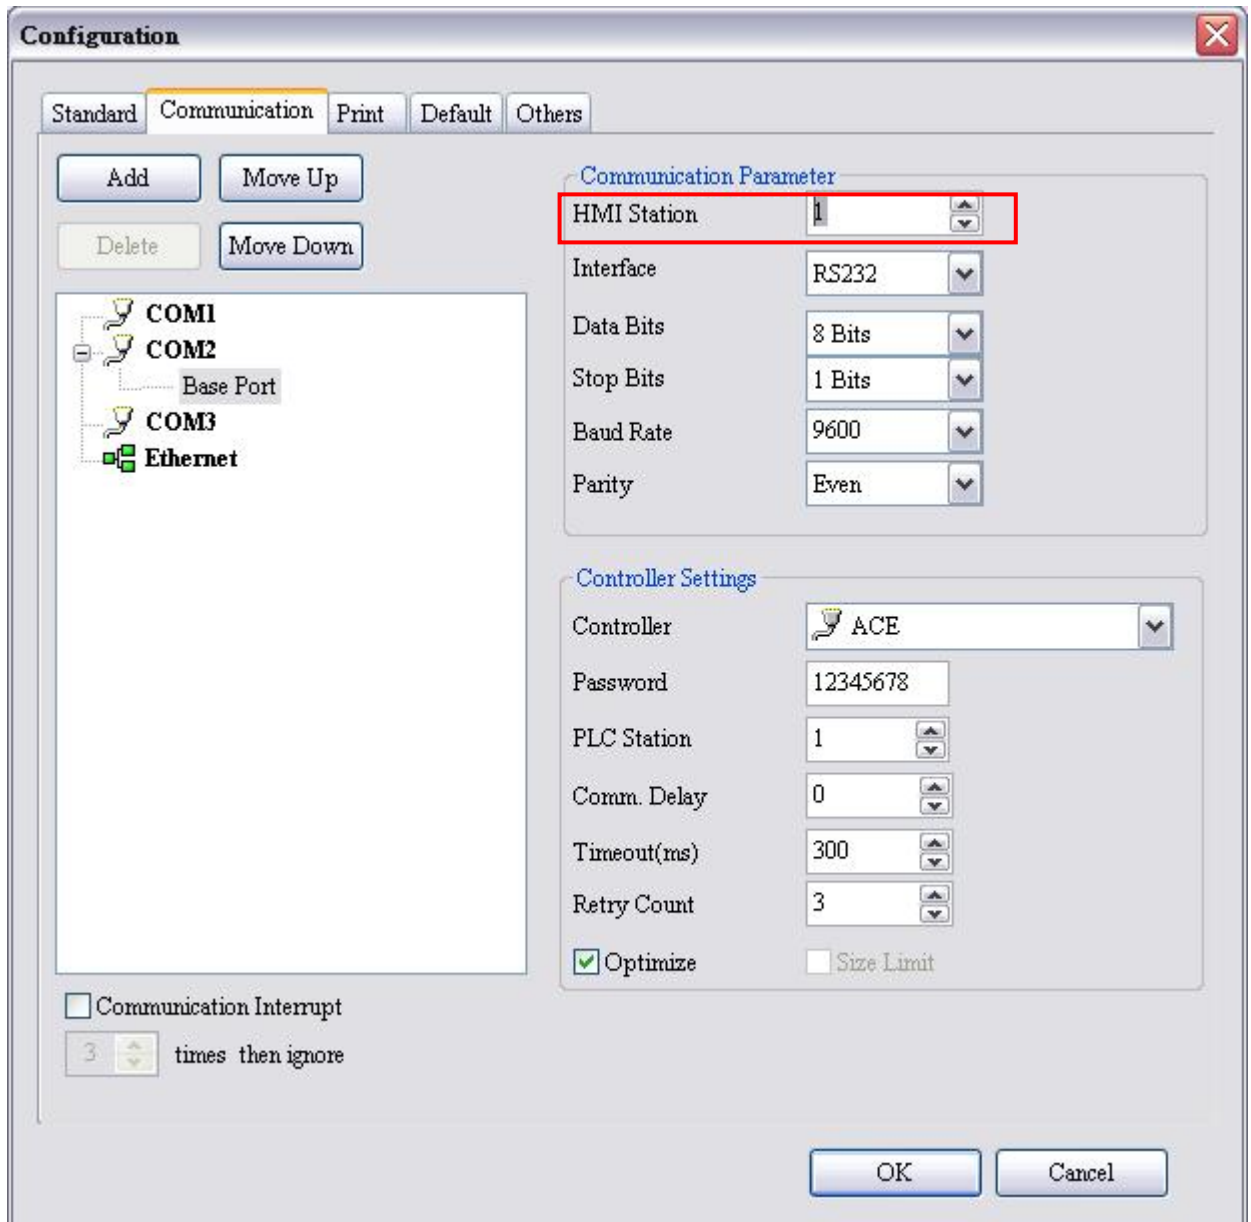 Configuration
Standard Communication Print Default Others
Add Move Up
Delete Move Down
COM1
COM2
Base Port
COM3
Ethernet
Communication Interrupt
3 times then ignore
Communication Parameter
HMI Station 1
Interface RS232
Data Bits 8 Bits
Stop Bits 1 Bits
Baud Rate 9600
Parity Even
Controller Settings
Controller ACE
Password 12345678
PLC Station 1
Comm. Delay 0
Timeout(ms) 300
Retry Count 3
Optimize Size Limit
OK Cancel